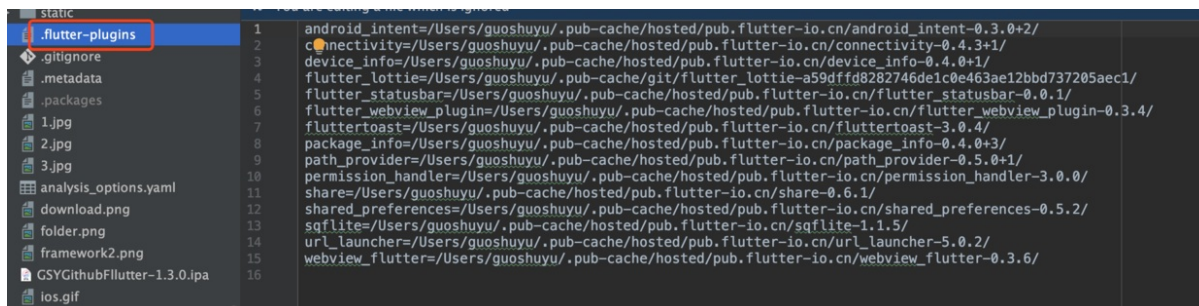 static
.flutter-plugins
.gitignore
.metadata
.packages
1.jpg
2.jpg
3.jpg
analysis_options.yaml
download.png
folder.png
framework2.png
GSYGithubFllutter-1.3.0.ipa
ios.gif
You are editing a file which is ignored
1 android_intent=/Users/guoshuyu/.pub-cache/hosted/pub.flutter-io.cn/android_intent-0.3.0+2/
2 connectivity=/Users/guoshuyu/.pub-cache/hosted/pub.flutter-io.cn/connectivity-0.4.3+1/
3 device_info=/Users/guoshuyu/.pub-cache/hosted/pub.flutter-io.cn/device_info-0.4.0+1/
4 flutter_lottie=/Users/guoshuyu/.pub-cache/git/flutter_lottie-a59dffd8282746de1c0e463ae12bbd737205aec1/
5 flutter_statusbar=/Users/guoshuyu/.pub-cache/hosted/pub.flutter-io.cn/flutter_statusbar-0.0.1/
6 flutter_webview_plugin=/Users/guoshuyu/.pub-cache/hosted/pub.flutter-io.cn/flutter_webview_plugin-0.3.4/
7 fluttertoast=/Users/guoshuyu/.pub-cache/hosted/pub.flutter-io.cn/fluttertoast-3.0.4/
8 package_info=/Users/guoshuyu/.pub-cache/hosted/pub.flutter-io.cn/package_info-0.4.0+3/
9 path_provider=/Users/guoshuyu/.pub-cache/hosted/pub.flutter-io.cn/path_provider-0.5.0+1/
10 permission_handler=/Users/guoshuyu/.pub-cache/hosted/pub.flutter-io.cn/permission_handler-3.0.0/
11 share=/Users/guoshuyu/.pub-cache/hosted/pub.flutter-io.cn/share-0.6.1/
12 shared_preferences=/Users/guoshuyu/.pub-cache/hosted/pub.flutter-io.cn/shared_preferences-0.5.2/
13 sqflite=/Users/guoshuyu/.pub-cache/hosted/pub.flutter-io.cn/sqflite-1.1.5/
14 url_launcher=/Users/guoshuyu/.pub-cache/hosted/pub.flutter-io.cn/url_launcher-5.0.2/
15 webview_flutter=/Users/guoshuyu/.pub-cache/hosted/pub.flutter-io.cn/webview_flutter-0.3.6/
16